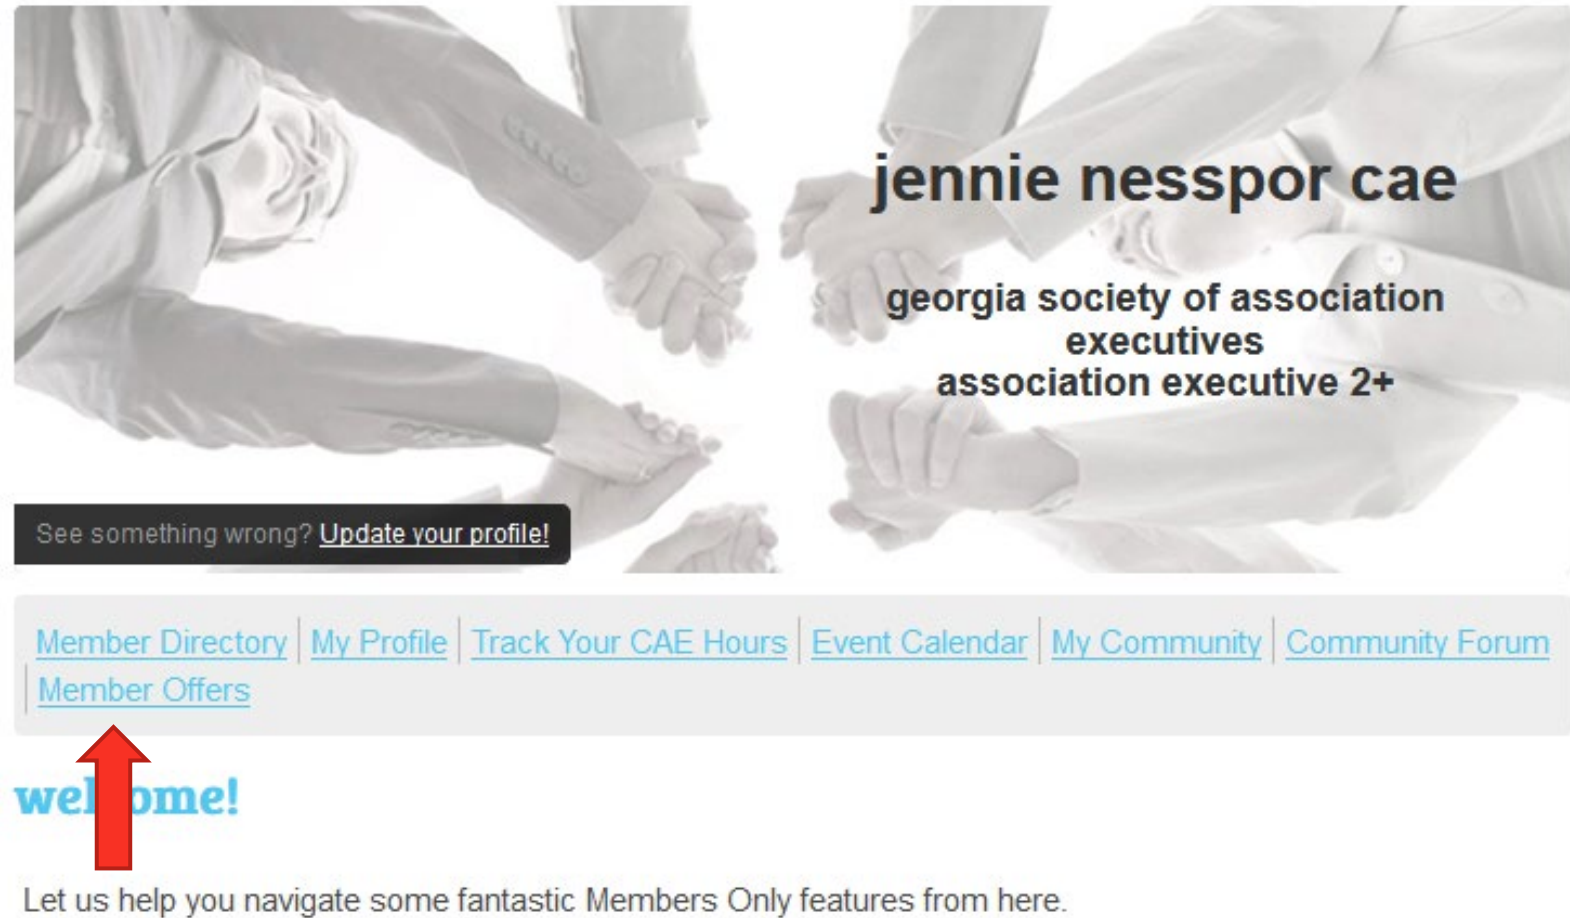 jennie nesspor cae
georgia society of association
executives
association executive 2+
See something wrong? Update your profile!
Member Directory My Profile Track Your CAE Hours Event Calendar My Community Community Forum
Member Offers
welcome!
Let us help you navigate some fantastic Members Only features from here.